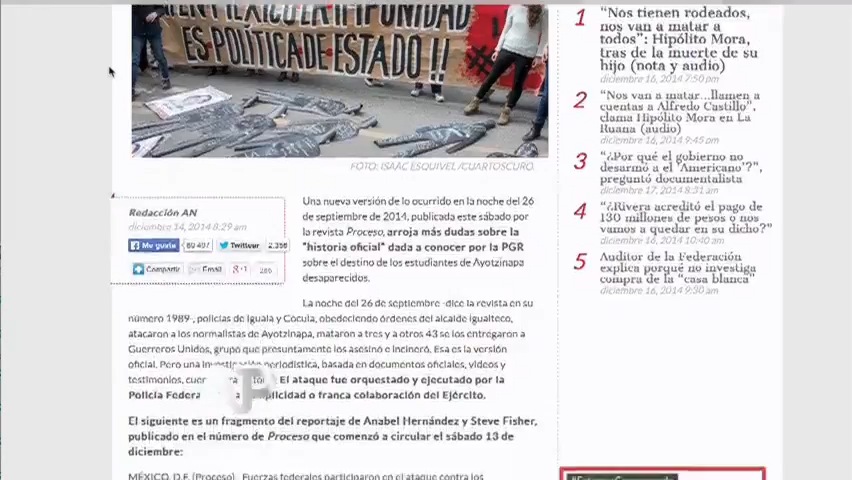 EN MÉXICO LA IMPUNIDAD
ES POLÍTICA DE ESTADO!!
FOTO: ISAAC ESQUIVEL/CUARTOSCURO.
Redacción AN
diciembre 14, 2014 8:29 am
Me gusta
Twittear 2,356
Compartir Email +1 286
Una nueva versión de lo ocurrido en la noche del 26
de septiembre de 2014, publicada este sábado por
la revista Proceso, arroja más dudas sobre la
"historia oficial" dada a conocer por la PGR
sobre el destino de los estudiantes de Ayotzinapa
desaparecidos.
La noche del 26 de septiembre -dice la revista en su
número 1989-, policías de Iguala y Cocula, obedeciendo órdenes del alcalde igualteco,
atacaron a los normalistas de Ayotzinapa, mataron a tres y a otros 43 se los entregaron a
Guerreros Unidos, grupo que presuntamente los asesinó e incineró. Esa es la versión
oficial. Pero una investigación periodística, basada en documentos oficiales, videos y
testimonios, El ataque fue orquestado y ejecutado por la
Policía Federa complicidad o franca colaboración del Ejército.
El siguiente es un fragmento del reportaje de Anabel Hernández y Steve Fisher,
publicado en el número de Proceso que comenzó a circular el sábado 13 de
diciembre:
MÉXICO, D.F. (Proceso). Fuerzas federales participaron en el ataque contra los
1 "Nos tienen rodeados,
nos van a matar a
todos": Hipólito Mora,
tras de la muerte de su
hijo (nota y audio)
diciembre 16, 2014 7:50 pm
2 "Nos van a matar...llamen a
cuentas a Alfredo Castillo",
clama Hipólito Mora en La
Ruana (audio)
diciembre 16, 2014 9:45 pm
3 "¿Por qué el gobierno no
desarmó a el 'Americano'?",
preguntó documentalista
diciembre 17, 2014 8:31 am
4 "¿Rivera acreditó el pago de
130 millones de pesos o nos
vamos a quedar en su dicho?"
diciembre 16, 2014 10:40 am
5 Auditor de la Federación
explica porqué no investiga
compra de la "casa blanca"
diciembre 16, 2014 9:30 am